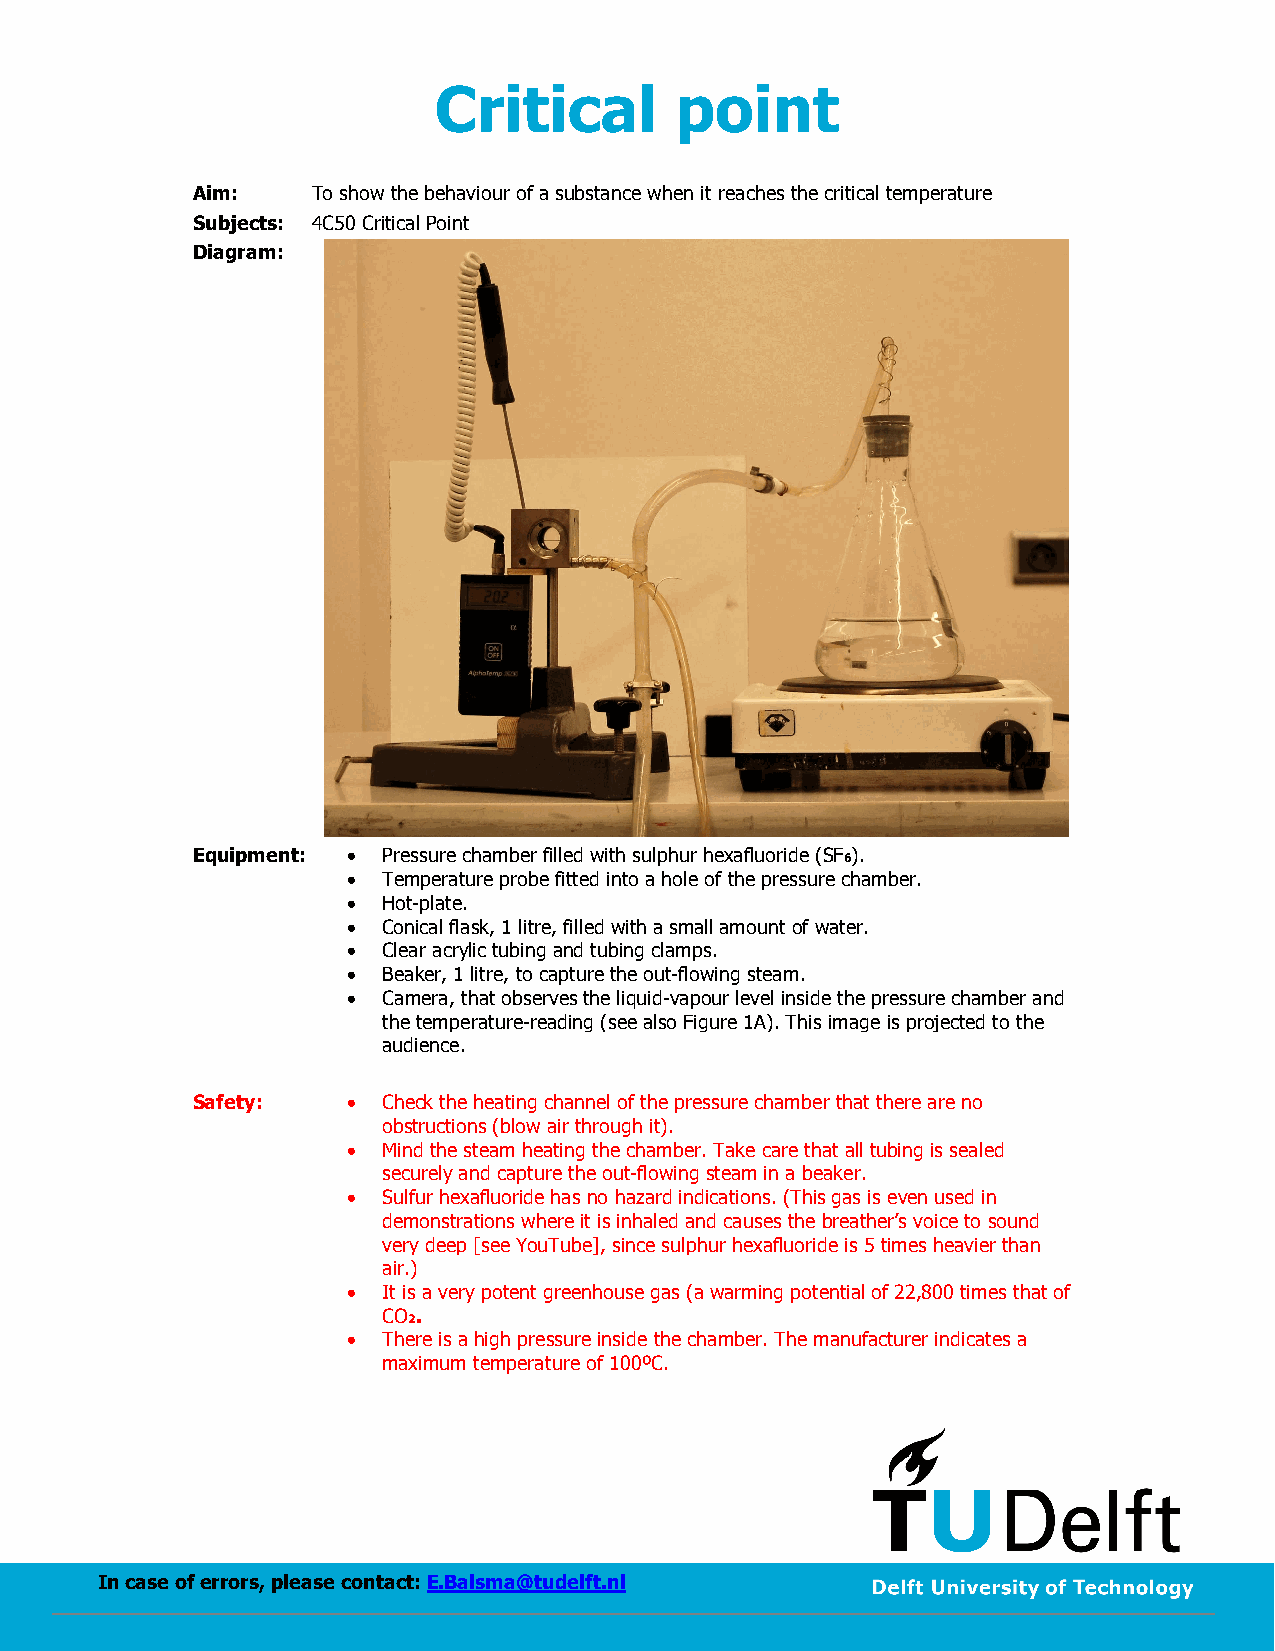 Critical point
Aim: To show the behaviour of a substance when it reaches the critical temperature
Subjects: 4C50 Critical Point
Diagram:
20.2
ON
OFF
AlphaTemp
Equipment: • Pressure chamber filled with sulphur hexafluoride (SF₆).
• Temperature probe fitted into a hole of the pressure chamber.
• Hot-plate.
• Conical flask, 1 litre, filled with a small amount of water.
• Clear acrylic tubing and tubing clamps.
• Beaker, 1 litre, to capture the out-flowing steam.
• Camera, that observes the liquid-vapour level inside the pressure chamber and
the temperature-reading (see also Figure 1A). This image is projected to the
audience.
Safety: • Check the heating channel of the pressure chamber that there are no
obstructions (blow air through it).
• Mind the steam heating the chamber. Take care that all tubing is sealed
securely and capture the out-flowing steam in a beaker.
• Sulfur hexafluoride has no hazard indications. (This gas is even used in
demonstrations where it is inhaled and causes the breather’s voice to sound
very deep [see YouTube], since sulphur hexafluoride is 5 times heavier than
air.)
• It is a very potent greenhouse gas (a warming potential of 22,800 times that of
CO₂.
• There is a high pressure inside the chamber. The manufacturer indicates a
maximum temperature of 100ºC.
TUDelft
In case of errors, please contact: E.Balsma@tudelft.nl
Delft University of Technology